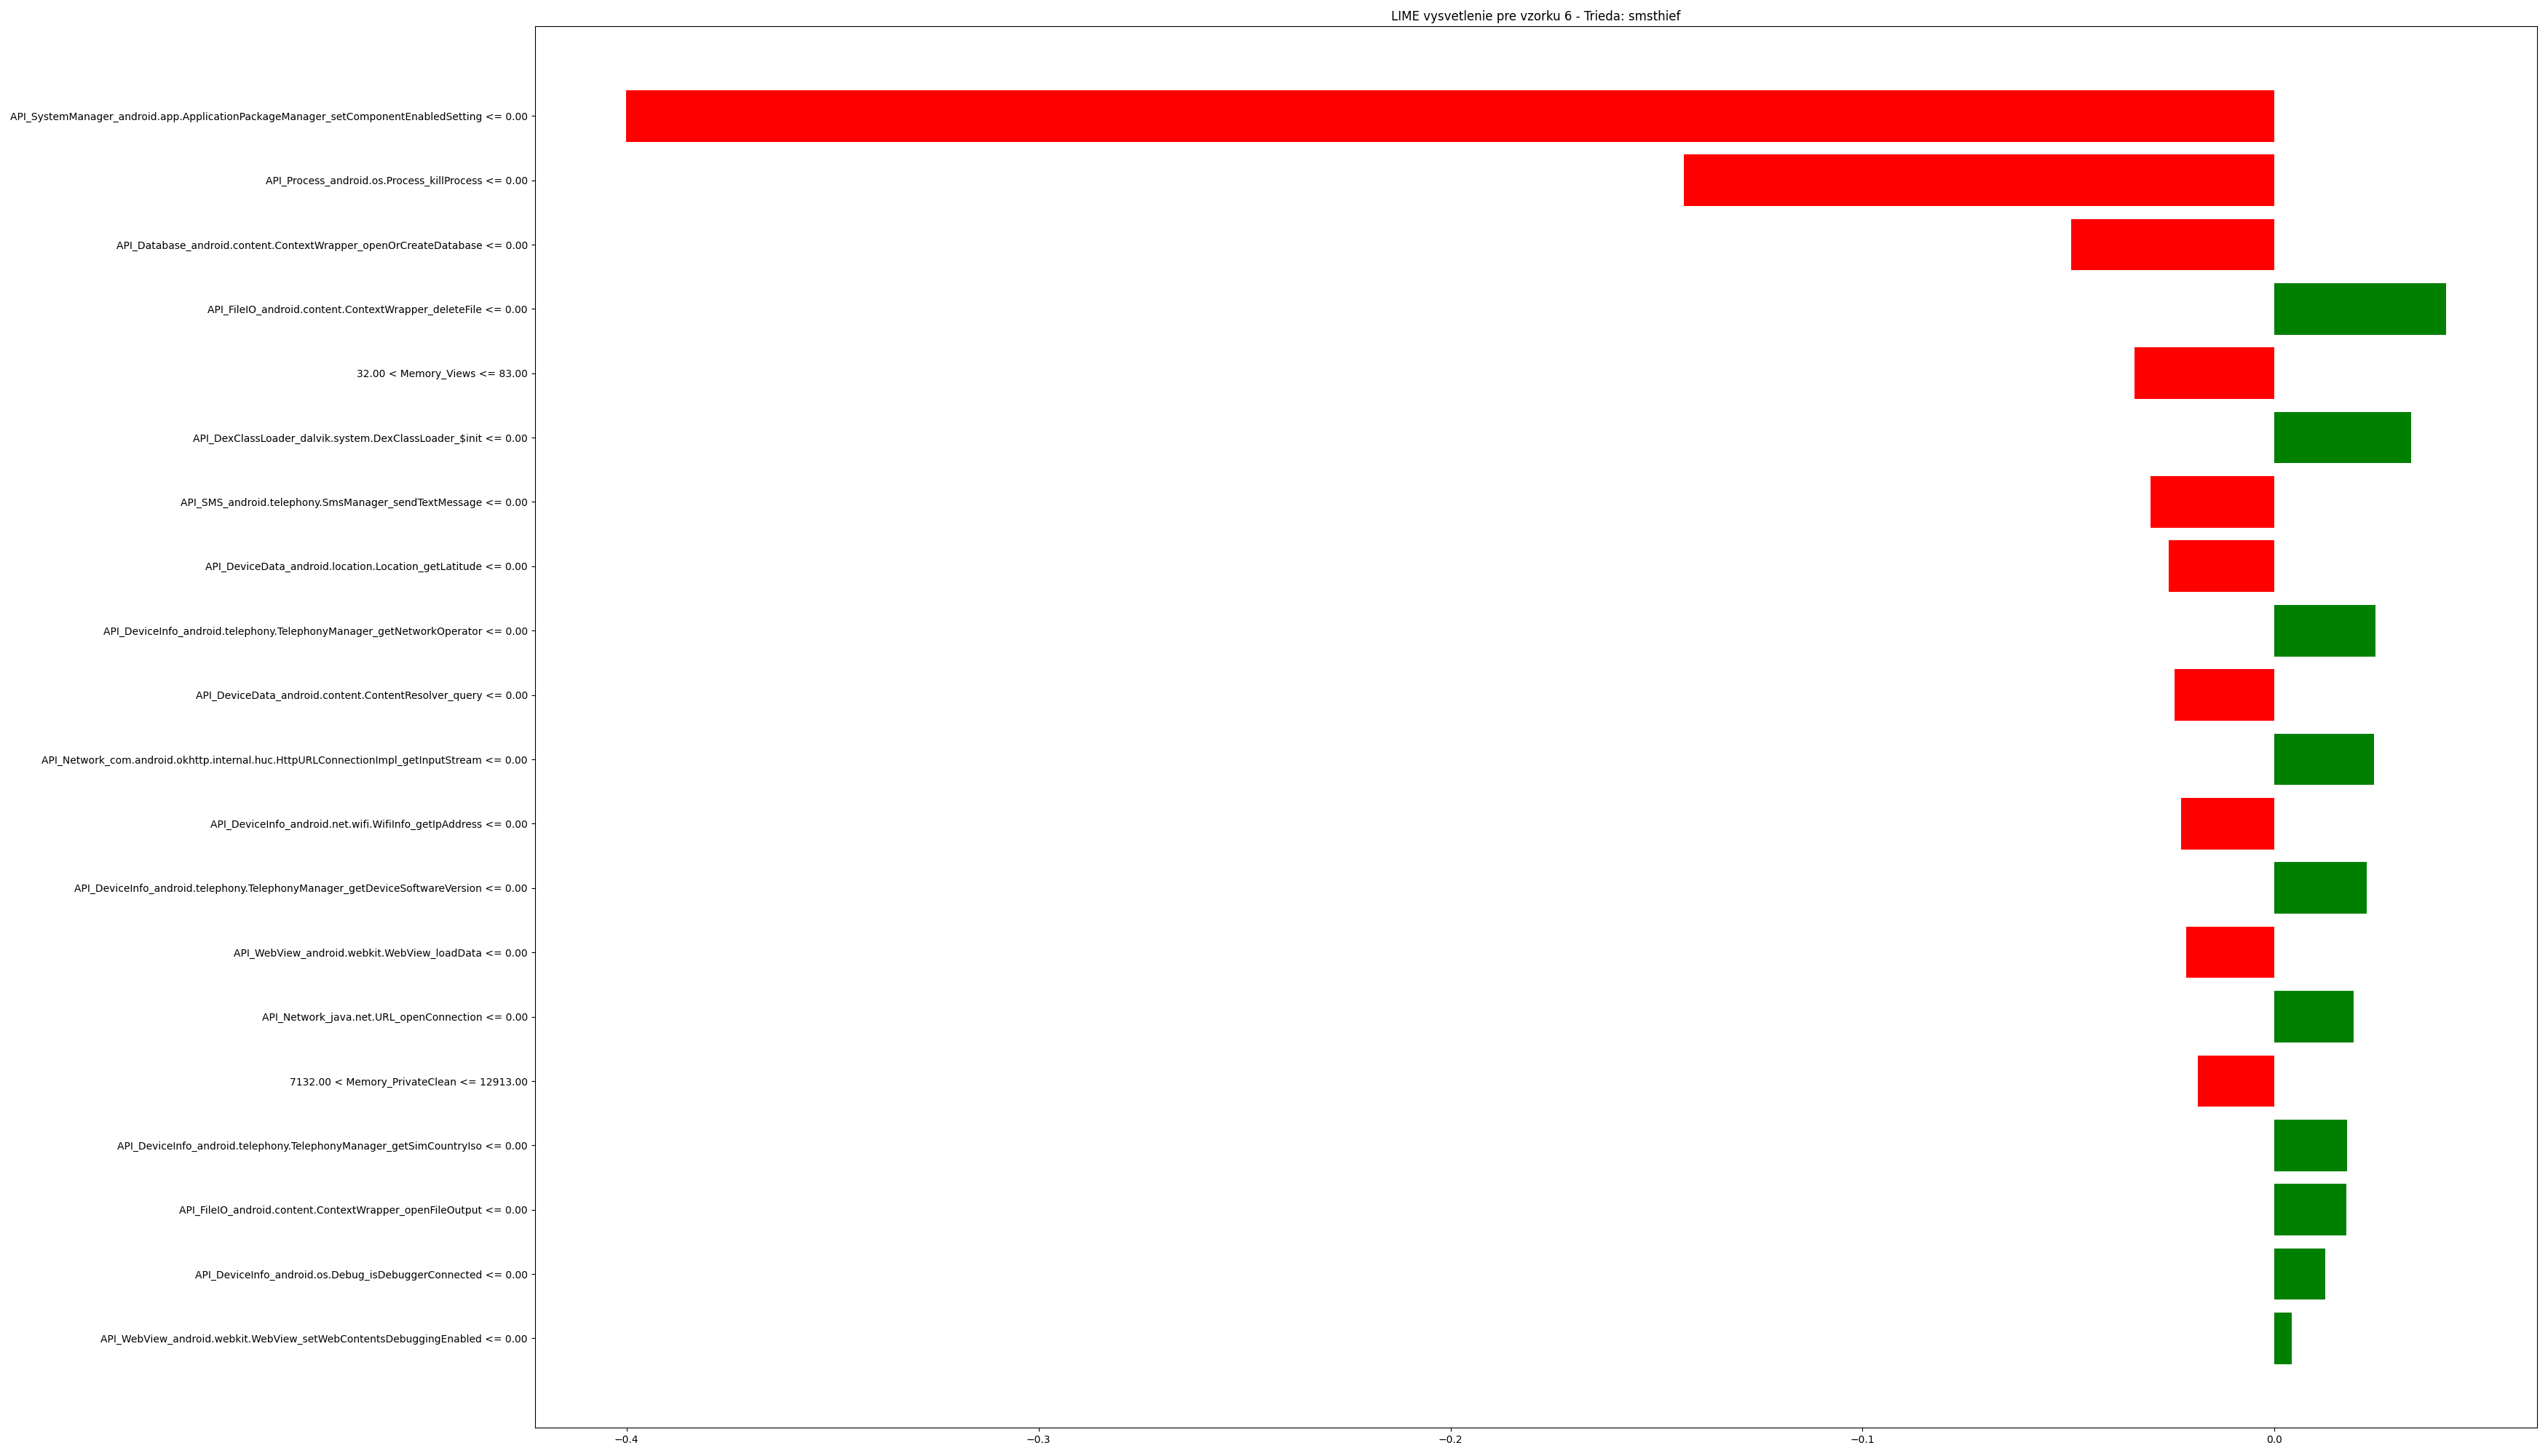 LIME vysvetlenie pre vzorku 6 - Trieda: smsthief
API_SystemManager_android.app.ApplicationPackageManager_setComponentEnabledSetting <= 0.00
API_Process_android.os.Process_killProcess <= 0.00
API_Database_android.content.ContextWrapper_openOrCreateDatabase <= 0.00
API_FileIO_android.content.ContextWrapper_deleteFile <= 0.00
32.00 < Memory_Views <= 83.00
API_DexClassLoader_dalvik.system.DexClassLoader_$init <= 0.00
API_SMS_android.telephony.SmsManager_sendTextMessage <= 0.00
API_DeviceData_android.location.Location_getLatitude <= 0.00
API_DeviceInfo_android.telephony.TelephonyManager_getNetworkOperator <= 0.00
API_DeviceData_android.content.ContentResolver_query <= 0.00
API_Network_com.android.okhttp.internal.huc.HttpURLConnectionImpl_getInputStream <= 0.00
API_DeviceInfo_android.net.wifi.WifiInfo_getIpAddress <= 0.00
API_DeviceInfo_android.telephony.TelephonyManager_getDeviceSoftwareVersion <= 0.00
API_WebView_android.webkit.WebView_loadData <= 0.00
API_Network_java.net.URL_openConnection <= 0.00
7132.00 < Memory_PrivateClean <= 12913.00
API_DeviceInfo_android.telephony.TelephonyManager_getSimCountryIso <= 0.00
API_FileIO_android.content.ContextWrapper_openFileOutput <= 0.00
API_DeviceInfo_android.os.Debug_isDebuggerConnected <= 0.00
API_WebView_android.webkit.WebView_setWebContentsDebuggingEnabled <= 0.00
−0.4 −0.3 −0.2 −0.1 0.0